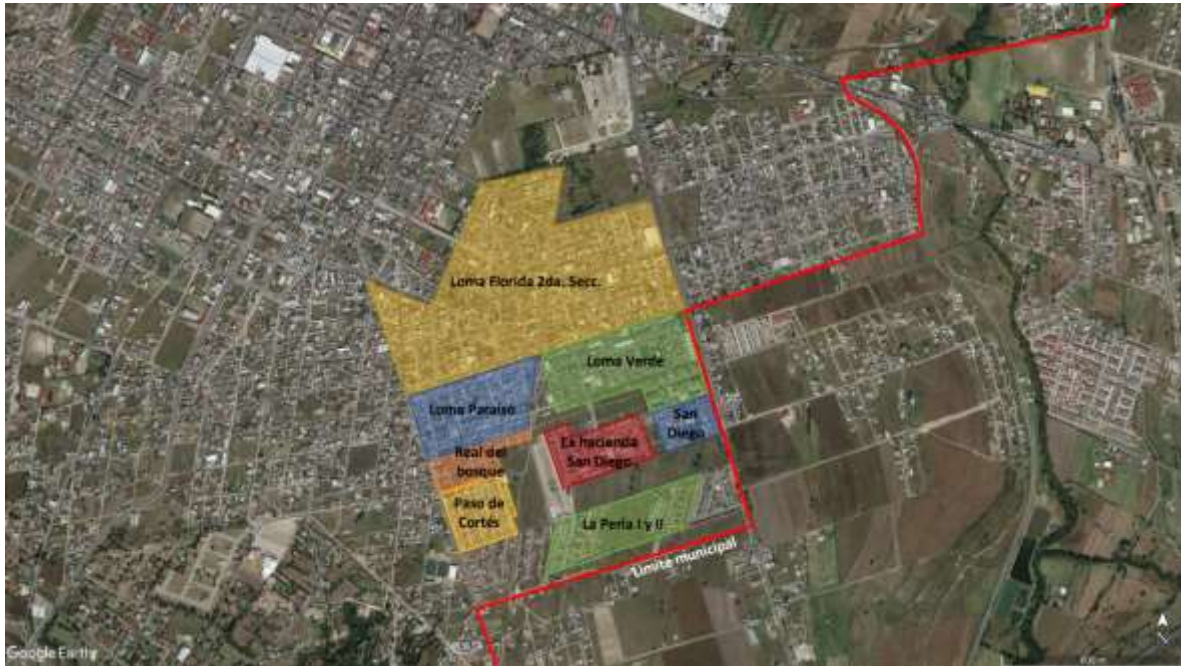 Loma Florida 2da. Secc.
Loma Verde
Loma Paraiso
San
Diego
Ex hacienda
San Diego
Real del
bosque
Paso de
Cortés
La Perla I y II
Límite municipal
Google Earth